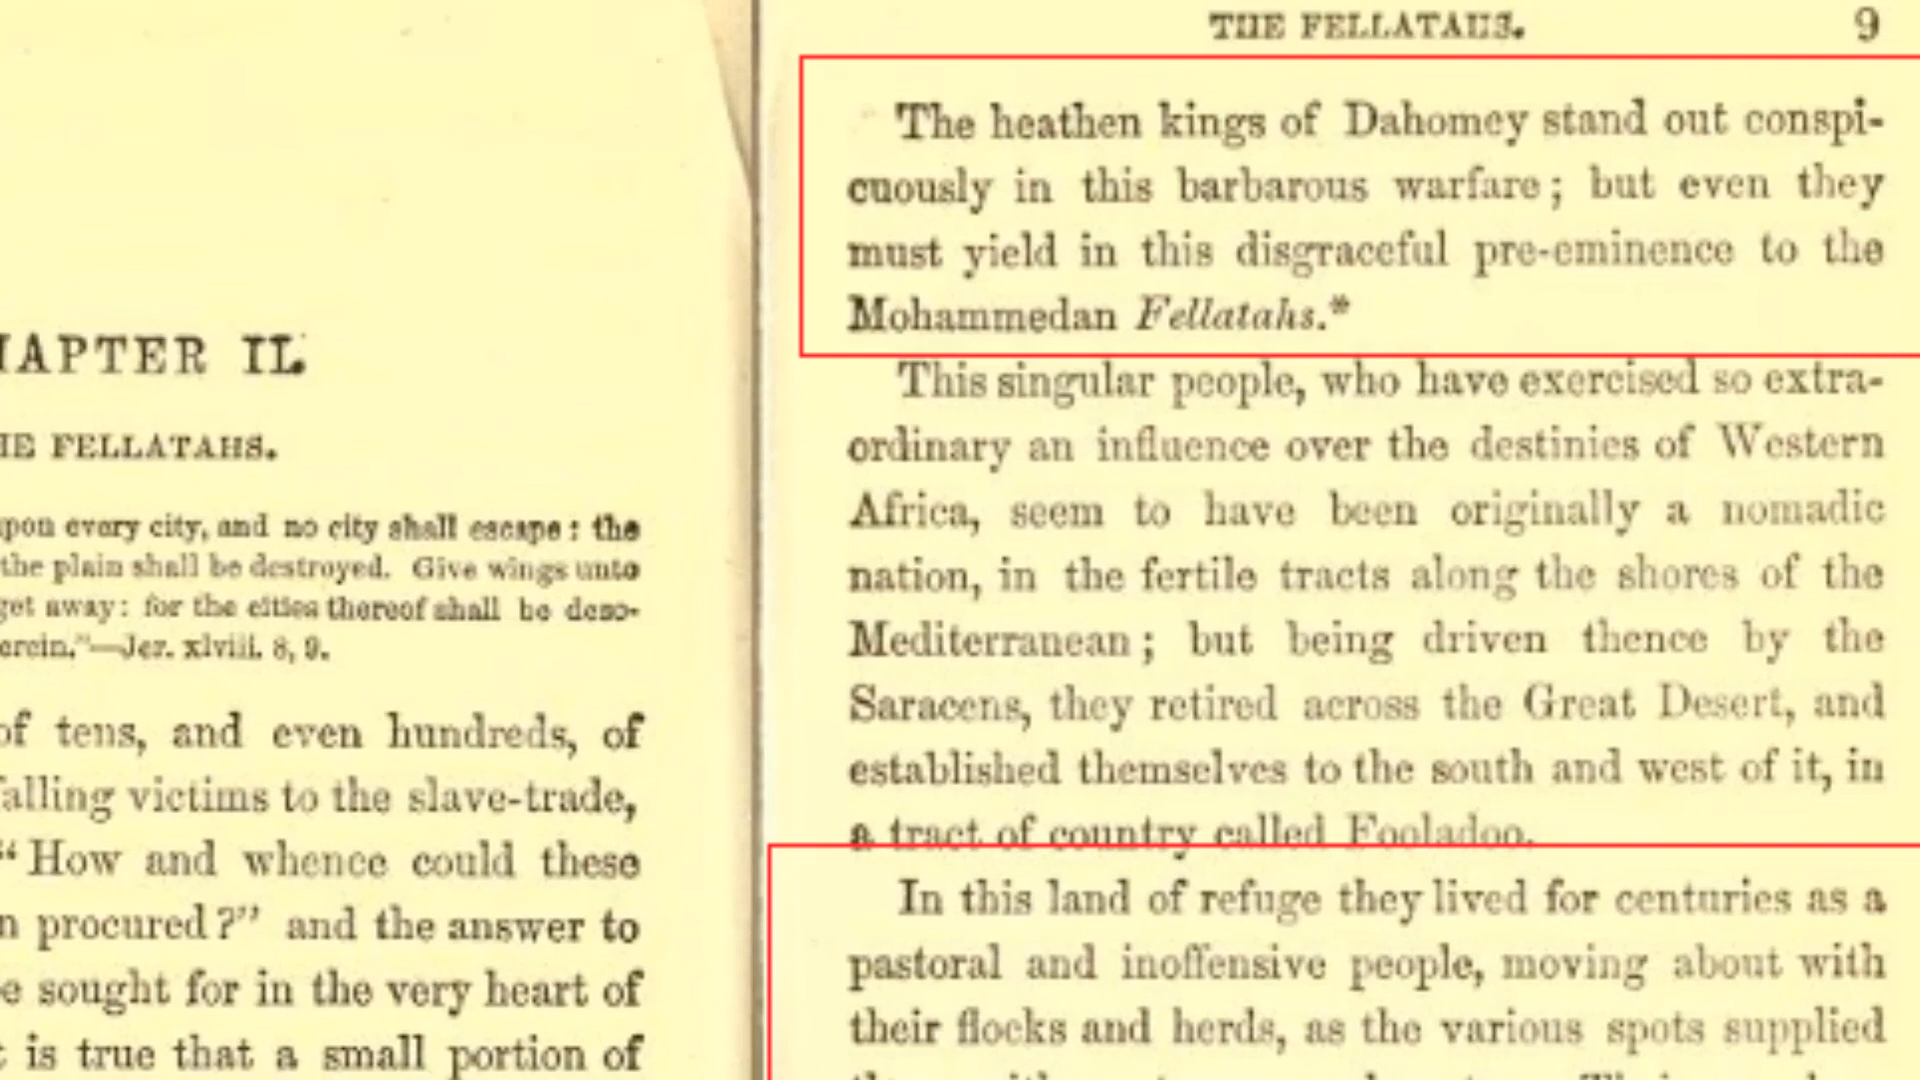 HAPTER II.
HE FELLATAHS.
upon every city, and no city shall escape: the
the plain shall be destroyed. Give wings unto
get away: for the cities thereof shall be deso-
erein."—Jer. xlviii. 8, 9.
of tens, and even hundreds, of
alling victims to the slave-trade,
"How and whence could these
n procured?" and the answer to
e sought for in the very heart of
t is true that a small portion of
THE FELLATAHS. 9
The heathen kings of Dahomey stand out conspi-
cuously in this barbarous warfare; but even they
must yield in this disgraceful pre-eminence to the
Mohammedan Fellatahs.*
This singular people, who have exercised so extra-
ordinary an influence over the destinies of Western
Africa, seem to have been originally a nomadic
nation, in the fertile tracts along the shores of the
Mediterranean; but being driven thence by the
Saracens, they retired across the Great Desert, and
established themselves to the south and west of it, in
a tract of country called Fooladoo.
In this land of refuge they lived for centuries as a
pastoral and inoffensive people, moving about with
their flocks and herds, as the various spots supplied